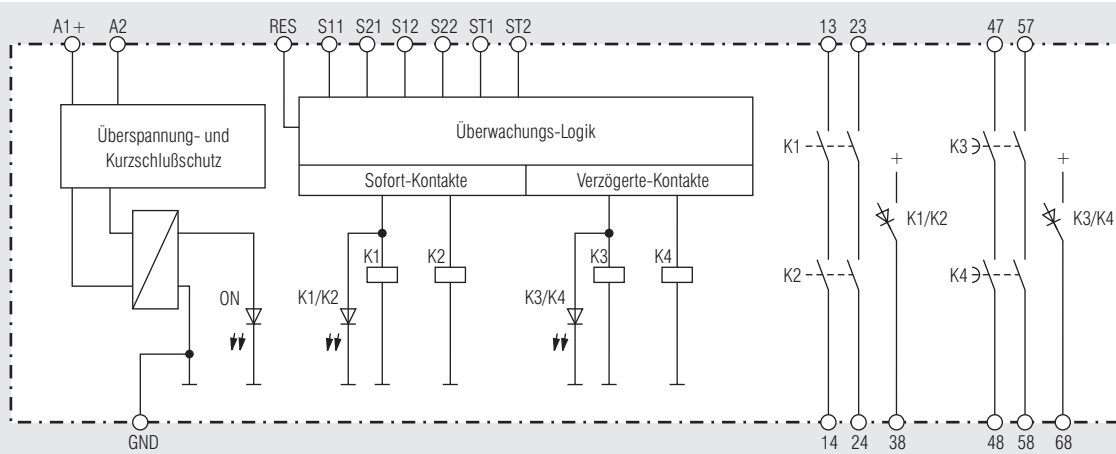 A1+ A2 RES S11 S21 S12 S22 ST1 ST2 13 23 47 57
Überspannung- und
Kurzschlußschutz
Überwachungs-Logik
Sofort-Kontakte Verzögerte-Kontakte
K1 K3
+ +
K1/K2 K3/K4
K1 K2 K3 K4
K2 K4
ON K1/K2 K3/K4
GND 14 24 38 48 58 68